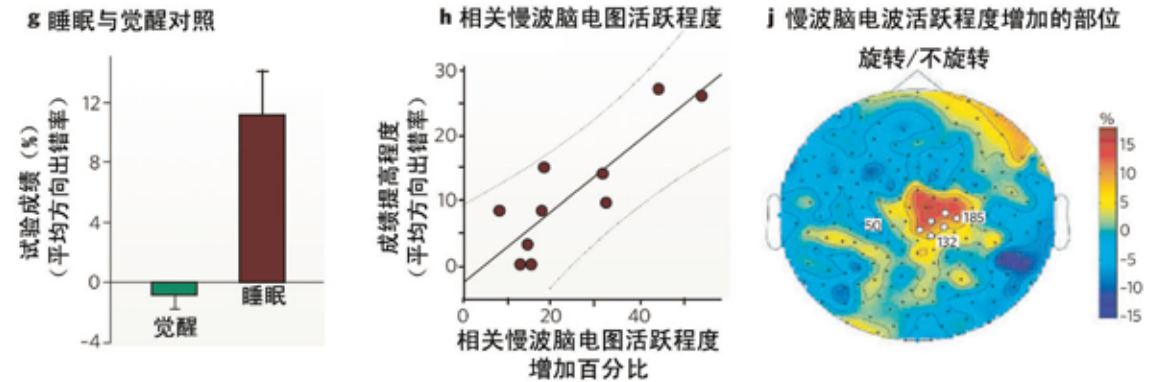 g 睡眠与觉醒对照
试验成绩（%）
（平均方向出错率）
12
8
4
0
-4
觉醒
睡眠
h 相关慢波脑电图活跃程度
成绩提高程度
（平均方向出错率）
30
20
10
0
0 20 40
相关慢波脑电图活跃程度
增加百分比
j 慢波脑电波活跃程度增加的部位
旋转/不旋转
50
185
132
%
15
10
5
0
-5
-10
-15